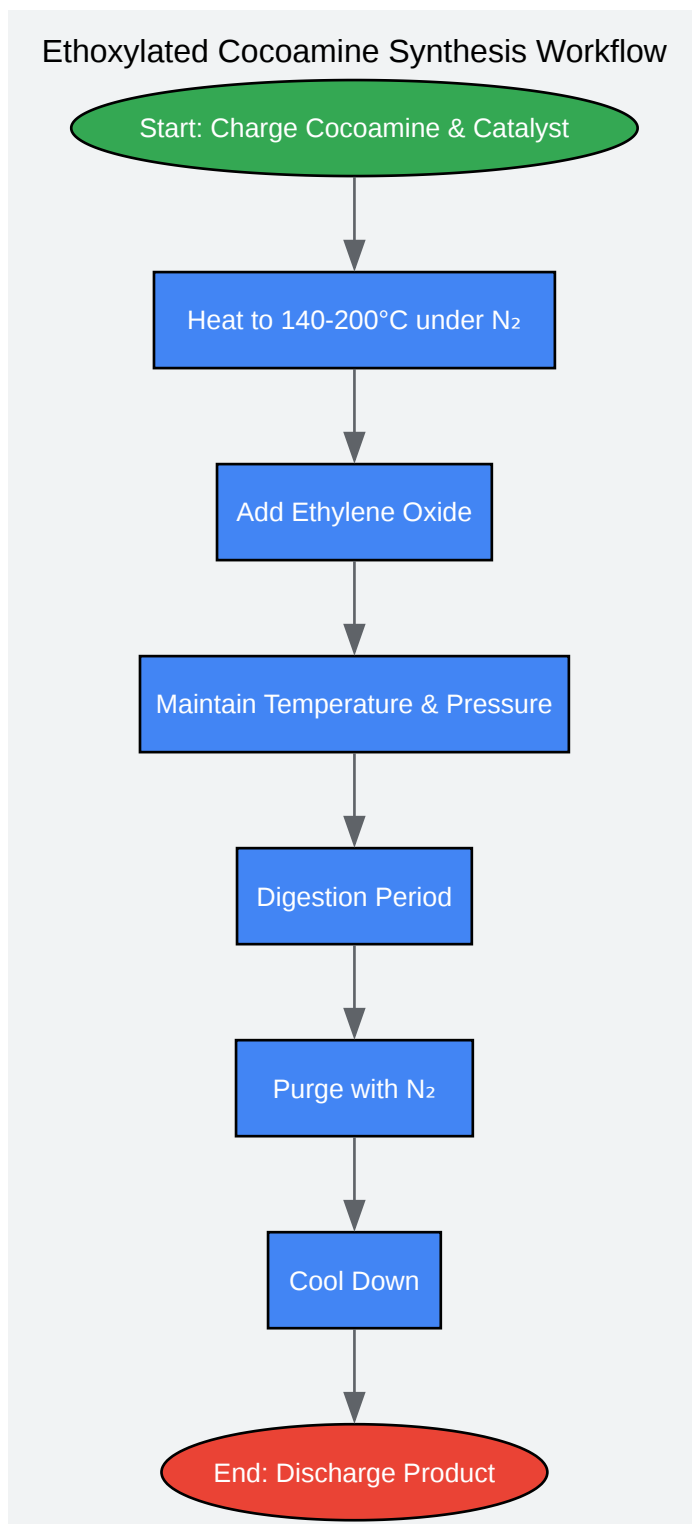 Ethoxylated Cocoamine Synthesis Workflow
Start: Charge Cocoamine & Catalyst
Heat to 140-200°C under N₂
Add Ethylene Oxide
Maintain Temperature & Pressure
Digestion Period
Purge with N₂
Cool Down
End: Discharge Product